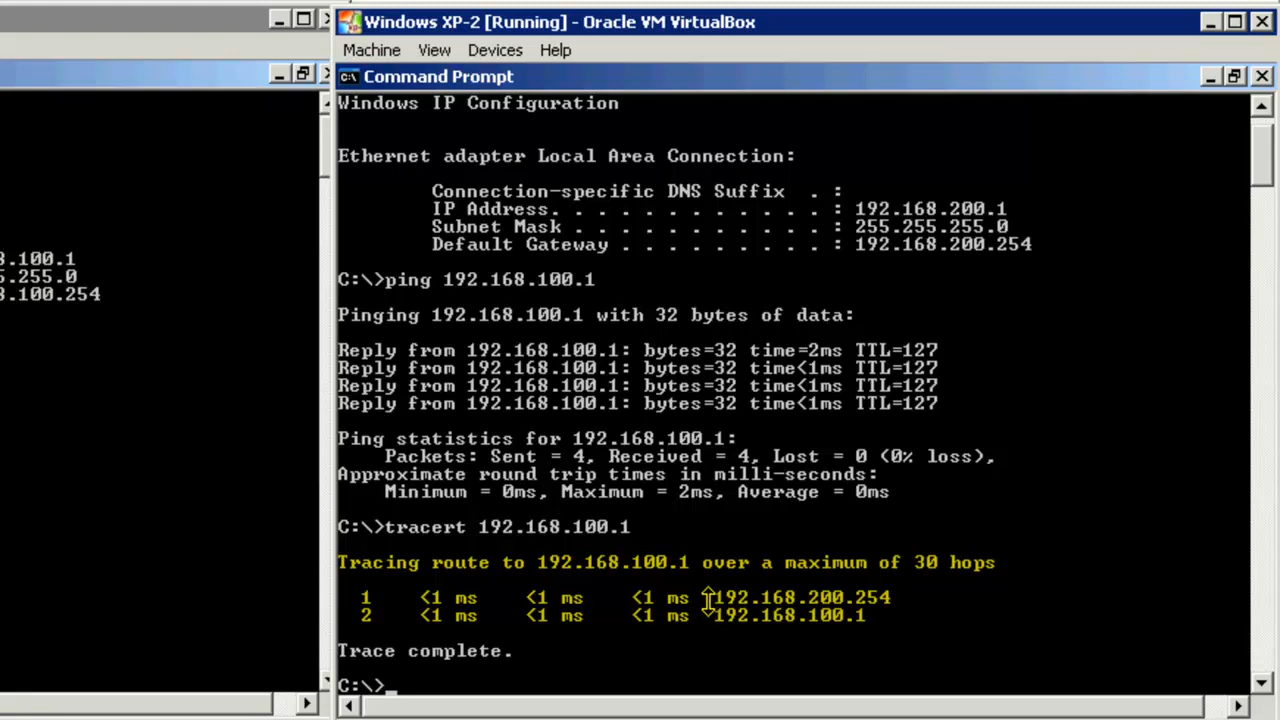 Windows XP-2 [Running] - Oracle VM VirtualBox
Machine View Devices Help
Command Prompt
Windows IP Configuration
Ethernet adapter Local Area Connection:
Connection-specific DNS Suffix . :
IP Address. . . . . . . . . . . . : 192.168.200.1
Subnet Mask . . . . . . . . . . . : 255.255.255.0
Default Gateway . . . . . . . . . : 192.168.200.254
.100.1
.255.0
.100.254
C:\>ping 192.168.100.1
Pinging 192.168.100.1 with 32 bytes of data:
Reply from 192.168.100.1: bytes=32 time=2ms TTL=127
Reply from 192.168.100.1: bytes=32 time<1ms TTL=127
Reply from 192.168.100.1: bytes=32 time<1ms TTL=127
Reply from 192.168.100.1: bytes=32 time<1ms TTL=127
Ping statistics for 192.168.100.1:
Packets: Sent = 4, Received = 4, Lost = 0 (0% loss),
Approximate round trip times in milli-seconds:
Minimum = 0ms, Maximum = 2ms, Average = 0ms
C:\>tracert 192.168.100.1
Tracing route to 192.168.100.1 over a maximum of 30 hops
1 <1 ms <1 ms <1 ms 192.168.200.254
2 <1 ms <1 ms <1 ms 192.168.100.1
Trace complete.
C:\>_